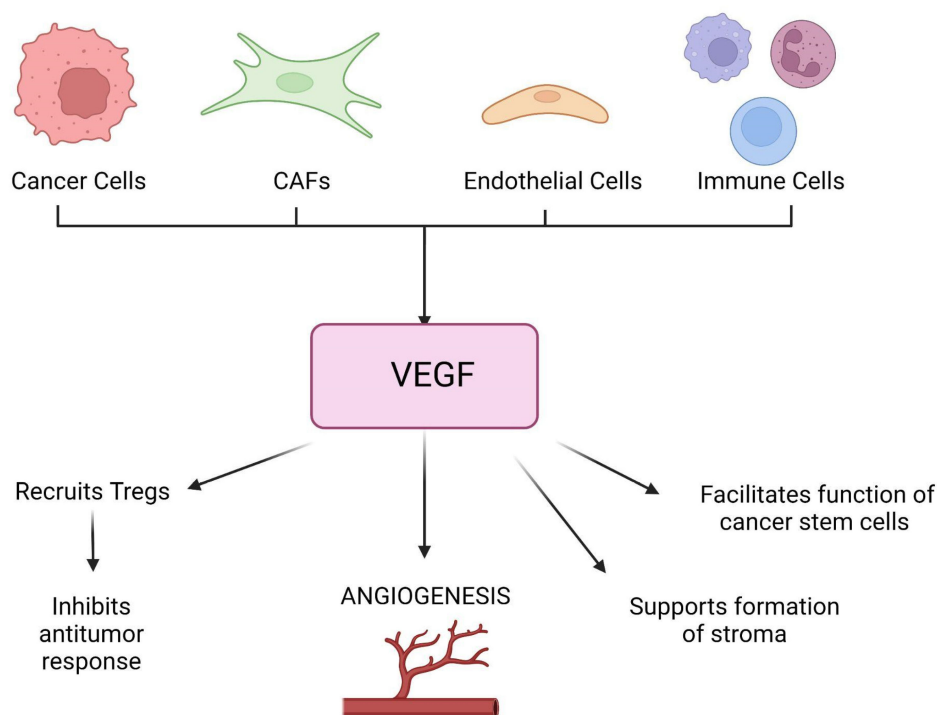 Cancer Cells
CAFs
Endothelial Cells
Immune Cells
VEGF
Recruits Tregs
Inhibits
antitumor
response
ANGIOGENESIS
Supports formation
of stroma
Facilitates function of
cancer stem cells